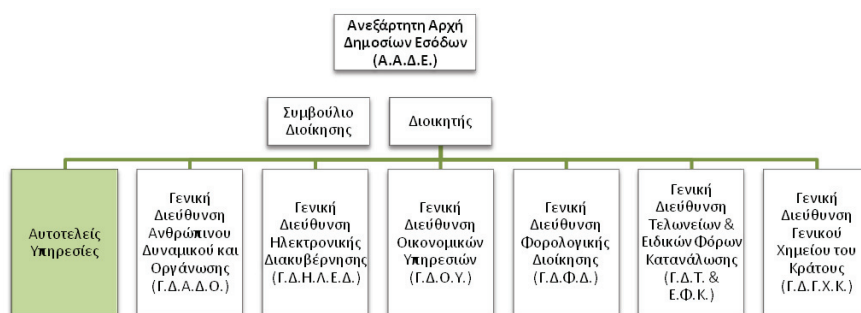 Ανεξάρτητη Αρχή
Δημοσίων Εσόδων
(Α.Α.Δ.Ε.)
Συμβούλιο
Διοίκησης
Διοικητής
Αυτοτελείς
Υπηρεσίες
Γενική
Διεύθυνση
Ανθρώπινου
Δυναμικού και
Οργάνωσης
(Γ.Δ.Α.Δ.Ο.)
Γενική
Διεύθυνση
Ηλεκτρονικής
Διακυβέρνησης
(Γ.Δ.Η.Λ.Ε.Δ.)
Γενική
Διεύθυνση
Οικονομικών
Υπηρεσιών
(Γ.Δ.Ο.Υ.)
Γενική
Διεύθυνση
Φορολογικής
Διοίκησης
(Γ.Δ.Φ.Δ.)
Γενική
Διεύθυνση
Τελωνείων &
Ειδικών Φόρων
Κατανάλωσης
(Γ.Δ.Τ. &
Ε.Φ.Κ.)
Γενική
Διεύθυνση
Γενικού
Χημείου του
Κράτους
(Γ.Δ.Γ.Χ.Κ.)